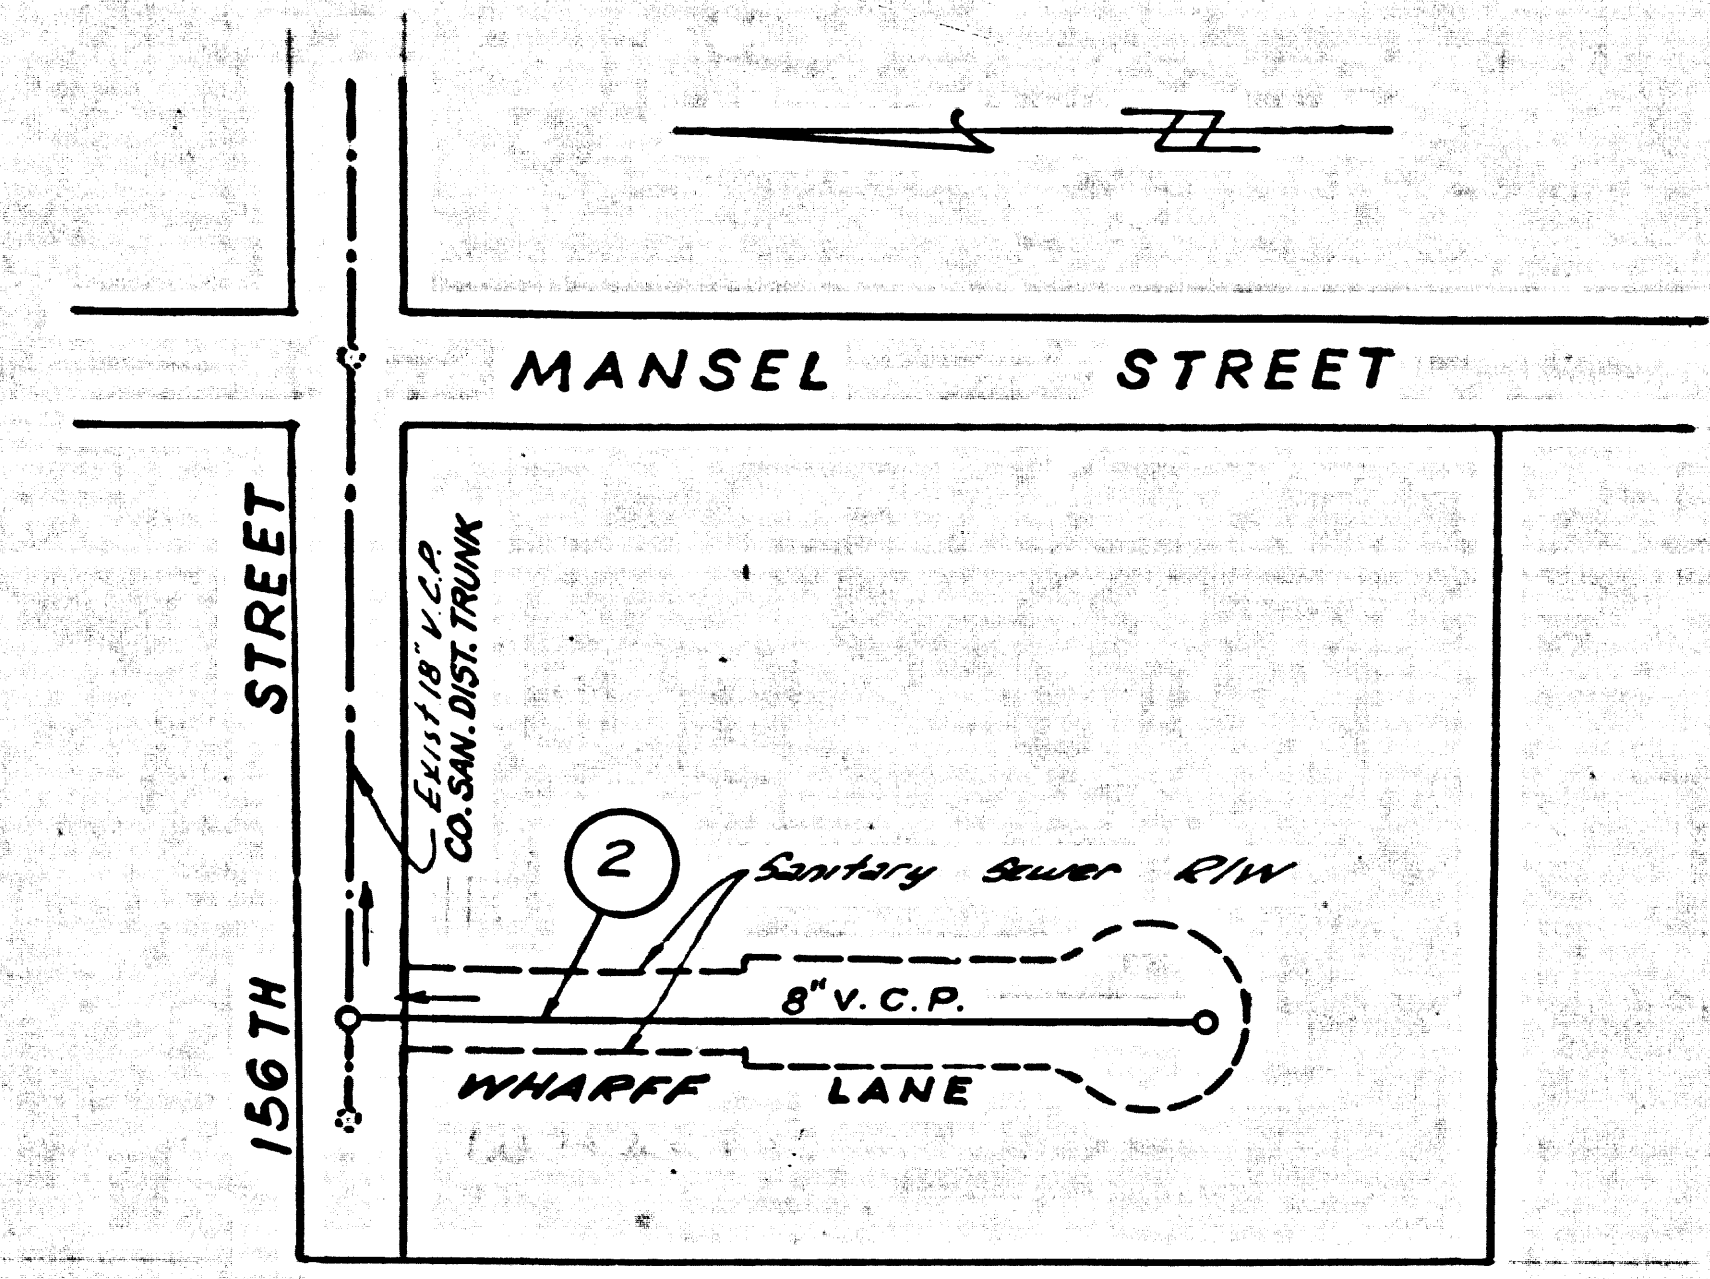 N
MANSEL STREET
156TH STREET
Exist 18" V.C.P.
CO. SAN. DIST. TRUNK
2
Sanitary Sewer R/W
8" V.C.P.
WHARFF LANE